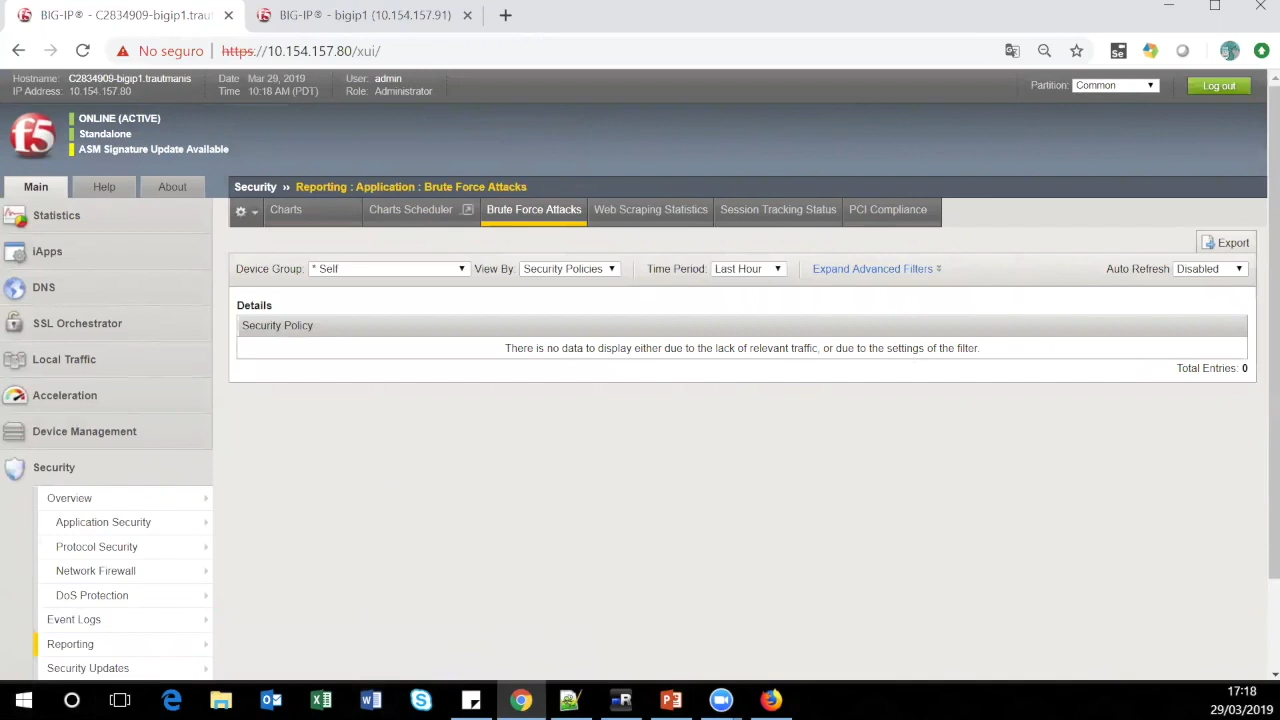 BIG-IP® - C2834909-bigip1.trau
BIG-IP® - bigip1 (10.154.157.91)
No seguro | https://10.154.157.80/xui/
Se
Hostname: C2834909-bigip1.trautmanis Date Mar 29, 2019 User: admin
IP Address: 10.154.157.80 Time 10:18 AM (PDT) Role: Administrator
Partition: Common
Log out
f5
ONLINE (ACTIVE)
Standalone
ASM Signature Update Available
Main Help About
Security ›› Reporting : Application : Brute Force Attacks
Charts Charts Scheduler Brute Force Attacks Web Scraping Statistics Session Tracking Status PCI Compliance
Export
Device Group: * Self View By: Security Policies Time Period: Last Hour Expand Advanced Filters Auto Refresh Disabled
Details
Security Policy
There is no data to display either due to the lack of relevant traffic, or due to the settings of the filter.
Total Entries: 0
Statistics
iApps
DNS
SSL Orchestrator
Local Traffic
Acceleration
Device Management
Security
Overview
Application Security
Protocol Security
Network Firewall
DoS Protection
Event Logs
Reporting
Security Updates
17:18
29/03/2019